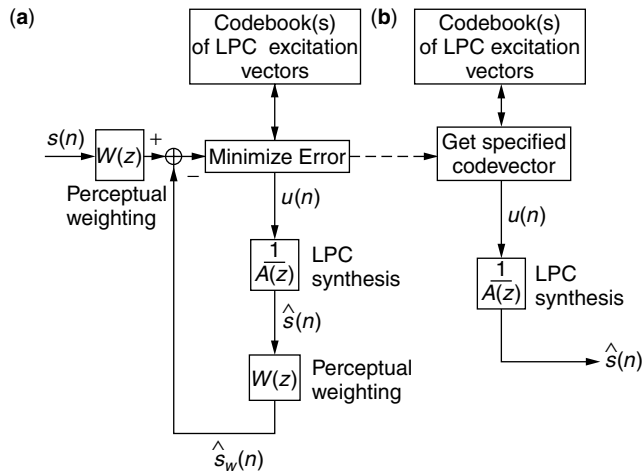 (a)
Codebook(s)
of LPC excitation
vectors
s(n)
W(z)
+
−
Perceptual
weighting
Minimize Error
u(n)
1
A(z)
LPC
synthesis
ŝ(n)
W(z)
Perceptual
weighting
ŝw(n)
(b)
Codebook(s)
of LPC excitation
vectors
Get specified
codevector
u(n)
1
A(z)
LPC
synthesis
ŝ(n)